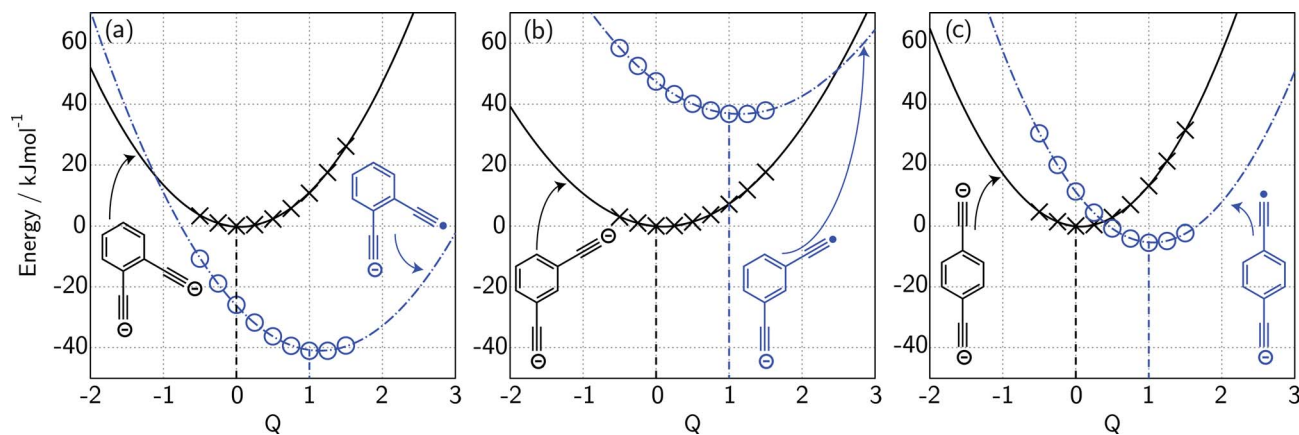 (a) (b) (c)
Energy / kJmol⁻¹
60 60 60
40 40 40
20 20 20
0 0 0
-20 -20 -20
-40 -40 -40
-2 -1 0 1 2 3 -2 -1 0 1 2 3 -2 -1 0 1 2 3
Q Q Q